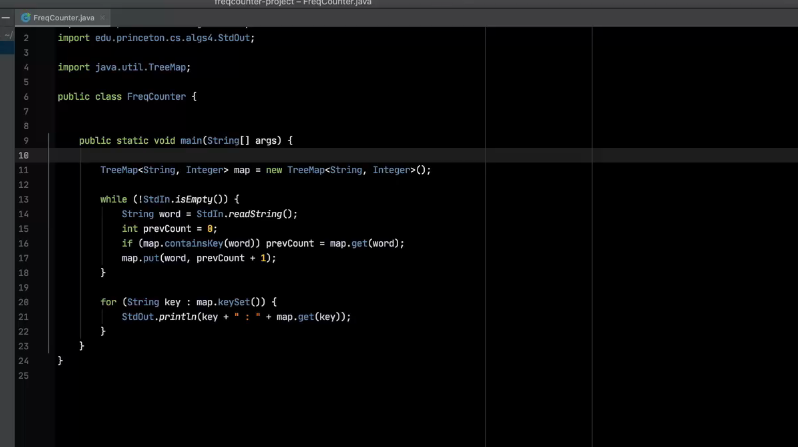 freqcounter-project – FreqCounter.java
FreqCounter.java ×
2 import edu.princeton.cs.algs4.StdOut;
3
4 import java.util.TreeMap;
5
6 public class FreqCounter {
7
8
9 public static void main(String[] args) {
10
11 TreeMap<String, Integer> map = new TreeMap<String, Integer>();
12
13 while (!StdIn.isEmpty()) {
14 String word = StdIn.readString();
15 int prevCount = 0;
16 if (map.containsKey(word)) prevCount = map.get(word);
17 map.put(word, prevCount + 1);
18 }
19
20 for (String key : map.keySet()) {
21 StdOut.println(key + " : " + map.get(key));
22 }
23 }
24 }
25